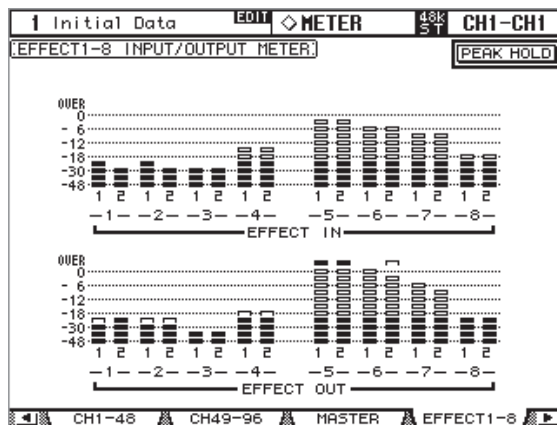 1 Initial Data EDIT ◇METER 48k ST CH1-CH1
EFFECT1-8 INPUT/OUTPUT METER
PEAK HOLD
OVER
0
- 6
-12
-18
-30
-48
1 2 1 2 1 2 1 2 1 2 1 2 1 2 1 2
-1- -2- -3- -4- -5- -6- -7- -8-
EFFECT IN
OVER
0
- 6
-12
-18
-30
-48
1 2 1 2 1 2 1 2 1 2 1 2 1 2 1 2
-1- -2- -3- -4- -5- -6- -7- -8-
EFFECT OUT
CH1-48 CH49-96 MASTER EFFECT1-8